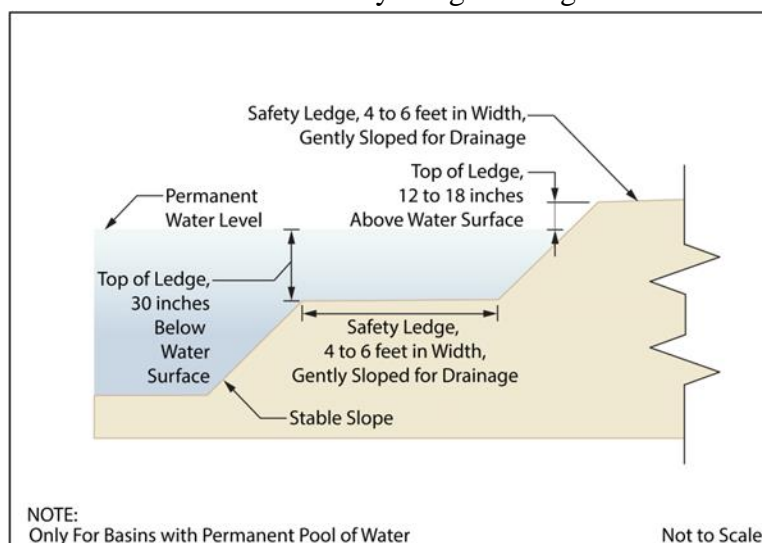 Safety Ledge, 4 to 6 feet in Width,
Gently Sloped for Drainage
Top of Ledge,
12 to 18 inches
Above Water Surface
Permanent
Water Level
Top of Ledge,
30 inches
Below
Water
Surface
Safety Ledge,
4 to 6 feet in Width,
Gently Sloped for Drainage
Stable Slope
NOTE:
Only For Basins with Permanent Pool of Water
Not to Scale